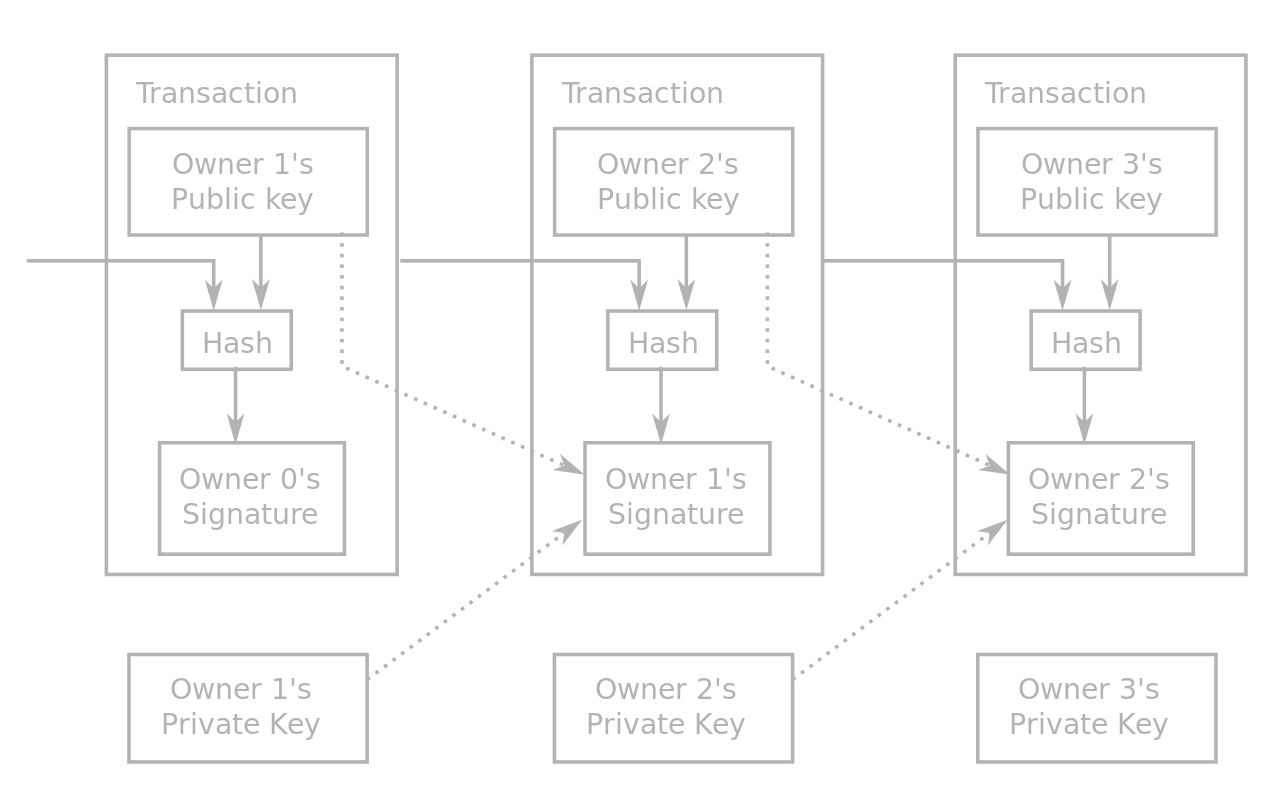 Transaction
Owner 1's
Public key
Hash
Owner 0's
Signature
Transaction
Owner 2's
Public key
Hash
Owner 1's
Signature
Transaction
Owner 3's
Public key
Hash
Owner 2's
Signature
Owner 1's
Private Key
Owner 2's
Private Key
Owner 3's
Private Key